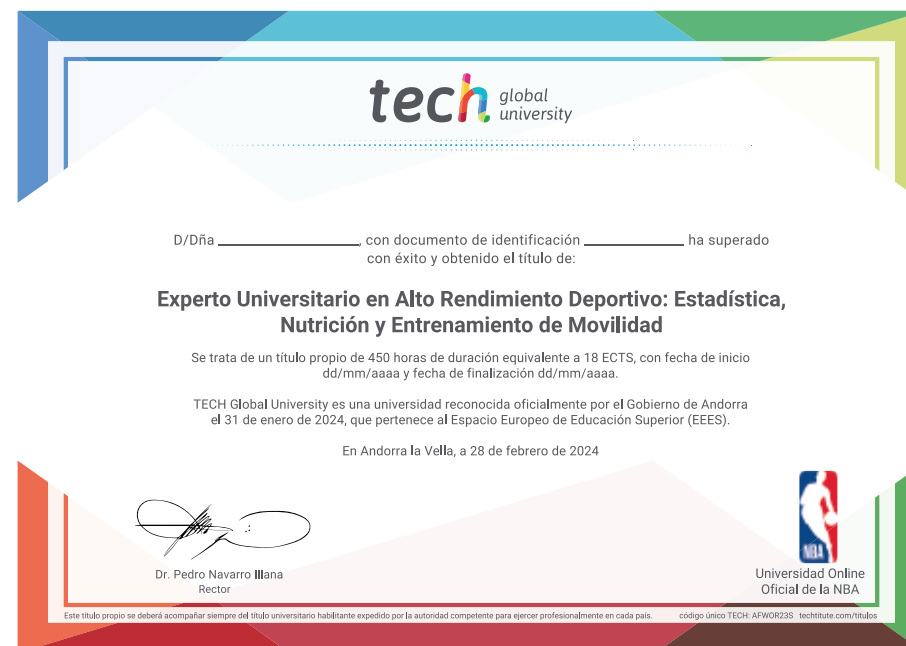 tech global university
D/Dña ____________________, con documento de identificación ______________ ha superado
con éxito y obtenido el título de:
Experto Universitario en Alto Rendimiento Deportivo: Estadística,
Nutrición y Entrenamiento de Movilidad
Se trata de un título propio de 450 horas de duración equivalente a 18 ECTS, con fecha de inicio
dd/mm/aaaa y fecha de finalización dd/mm/aaaa.
TECH Global University es una universidad reconocida oficialmente por el Gobierno de Andorra
el 31 de enero de 2024, que pertenece al Espacio Europeo de Educación Superior (EEES).
En Andorra la Vella, a 28 de febrero de 2024
Dr. Pedro Navarro Illana
Rector
NBA
Universidad Online
Oficial de la NBA
Este título propio se deberá acompañar siempre del título universitario habilitante expedido por la autoridad competente para ejercer profesionalmente en cada país.
código único TECH: AFWOR23S techtitute.com/titulos